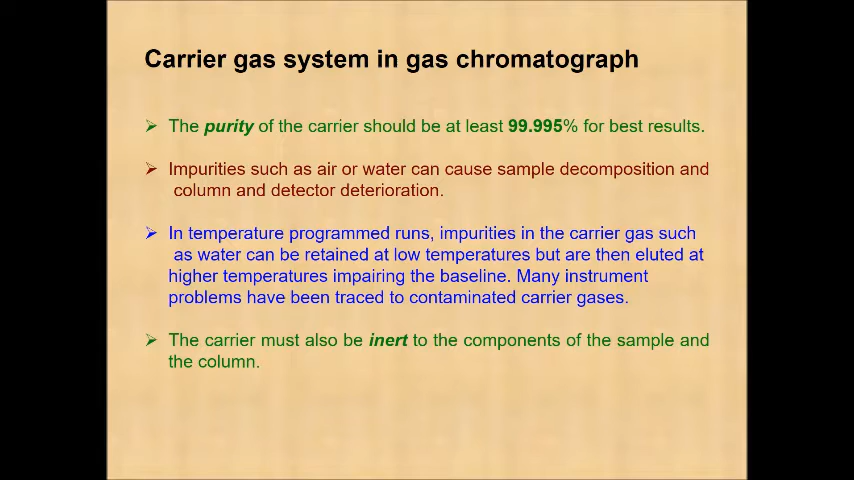 Carrier gas system in gas chromatograph
➢ The purity of the carrier should be at least 99.995% for best results.
➢ Impurities such as air or water can cause sample decomposition and
column and detector deterioration.
➢ In temperature programmed runs, impurities in the carrier gas such
as water can be retained at low temperatures but are then eluted at
higher temperatures impairing the baseline. Many instrument
problems have been traced to contaminated carrier gases.
➢ The carrier must also be inert to the components of the sample and
the column.